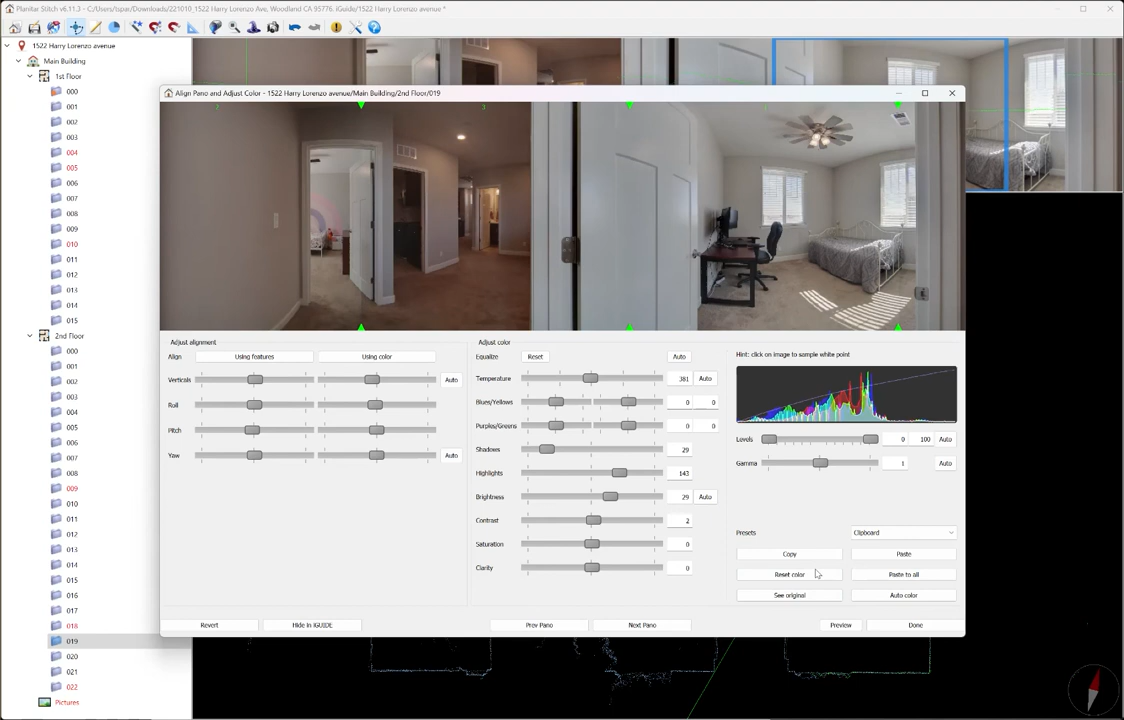 Planitar Stitch v6.11.3 - C:/Users/tspar/Downloads/221010_1522 Harry Lorenzo Ave, Woodland CA 95776. iGuide/1522 Harry Lorenzo avenue *
1522 Harry Lorenzo avenue
Main Building
1st Floor
000
001
002
003
004
005
006
007
008
009
010
011
012
013
014
015
2nd Floor
000
001
002
003
004
005
006
007
008
009
010
011
012
013
014
015
016
017
018
019
020
021
022
Pictures
Align Pano and Adjust Color - 1522 Harry Lorenzo avenue/Main Building/2nd Floor/019
2
3
Adjust alignment
Align
Using features
Using color
Verticals
Auto
Roll
Pitch
Yaw
Auto
Adjust color
Equalize
Reset
Auto
Temperature
381
Auto
Blues/Yellows
0
0
Purples/Greens
0
0
Shadows
29
Highlights
143
Brightness
29
Auto
Contrast
2
Saturation
0
Clarity
0
Hint: click on image to sample white point
Levels
0
100
Auto
Gamma
1
Auto
Presets
Clipboard
Copy
Paste
Reset color
Paste to all
See original
Auto color
Revert
Hide in iGUIDE
Prev Pano
Next Pano
Preview
Done